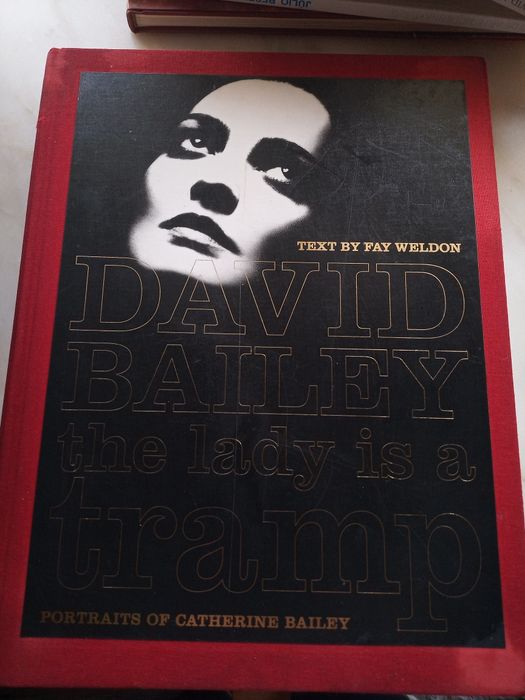 TEXT BY FAY WELDON
DAVID
BAILEY
the lady is a
tramp
PORTRAITS OF CATHERINE BAILEY